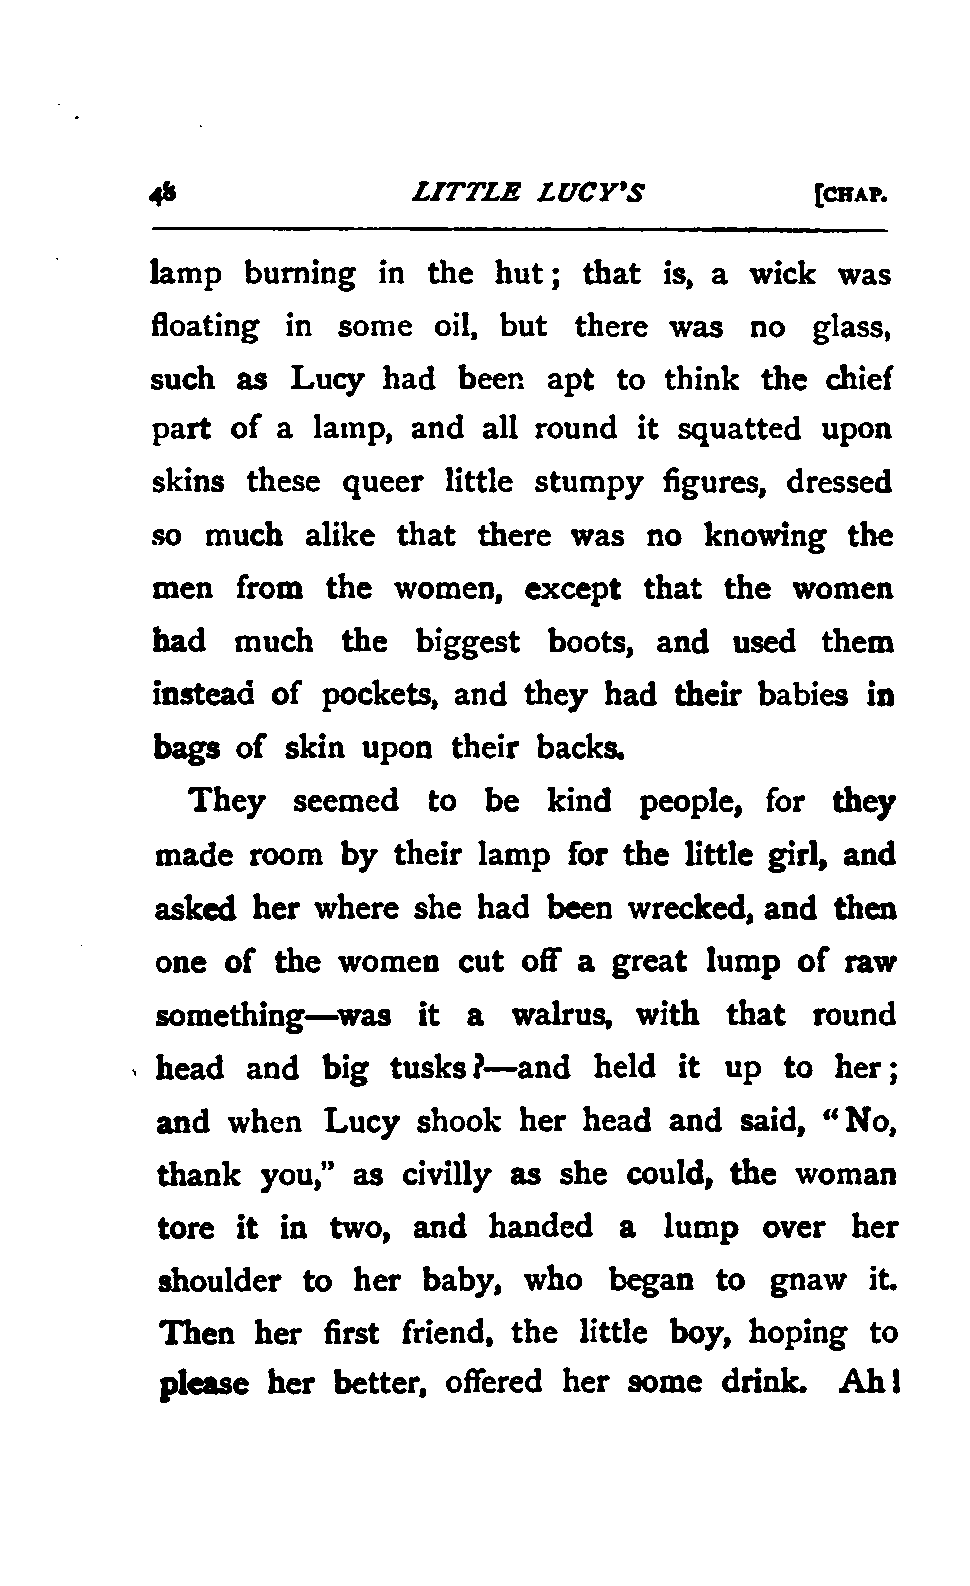 48 LITTLE LUCY'S [CHAP.
lamp burning in the hut; that is, a wick was
floating in some oil, but there was no glass,
such as Lucy had been apt to think the chief
part of a lamp, and all round it squatted upon
skins these queer little stumpy figures, dressed
so much alike that there was no knowing the
men from the women, except that the women
had much the biggest boots, and used them
instead of pockets, and they had their babies in
bags of skin upon their backs.
They seemed to be kind people, for they
made room by their lamp for the little girl, and
asked her where she had been wrecked, and then
one of the women cut off a great lump of raw
something—was it a walrus, with that round
head and big tusks?—and held it up to her;
and when Lucy shook her head and said, "No,
thank you," as civilly as she could, the woman
tore it in two, and handed a lump over her
shoulder to her baby, who began to gnaw it.
Then her first friend, the little boy, hoping to
please her better, offered her some drink. Ah!